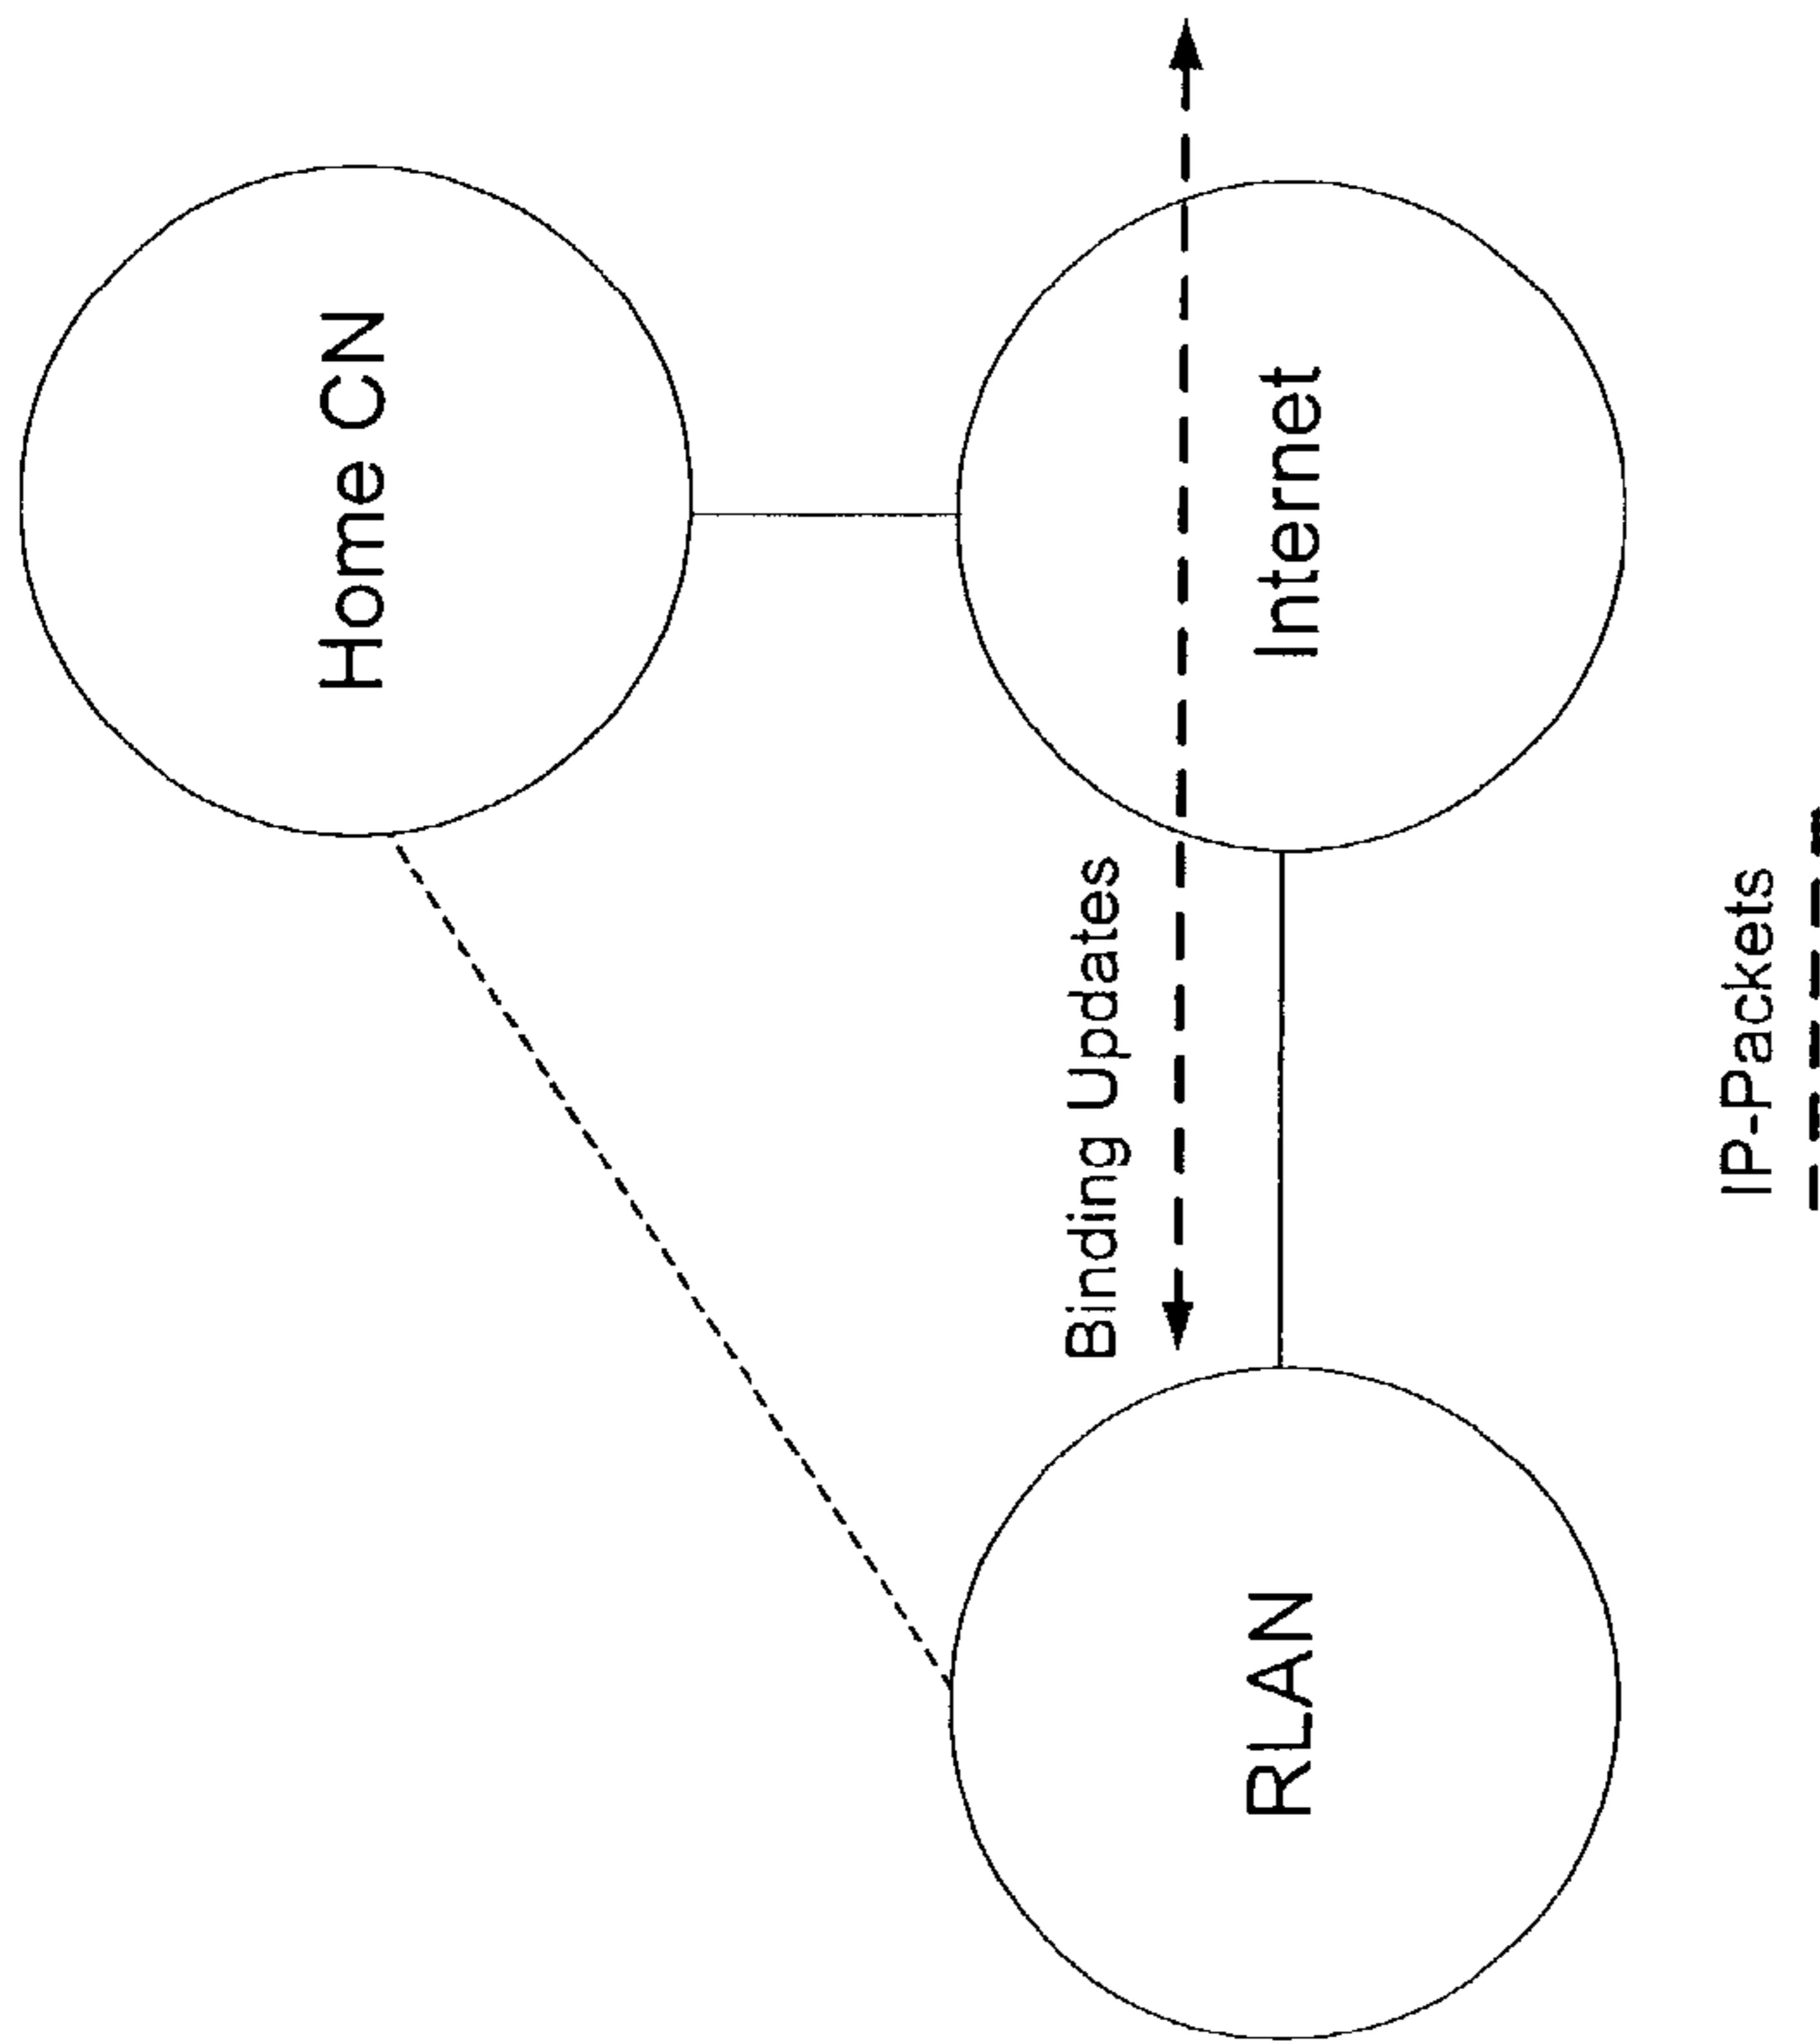 Home CN
Binding Updates
RLAN
Internet
IP-Packets